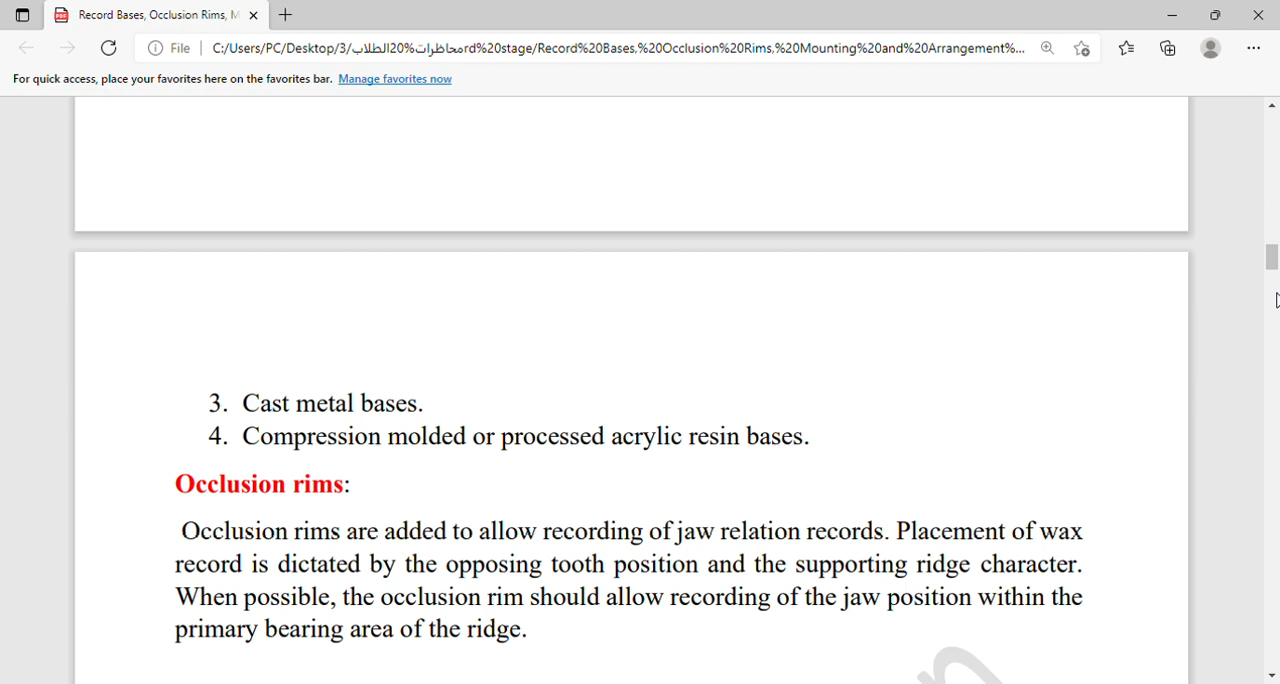 Record Bases, Occlusion Rims, M
File
C:/Users/PC/Desktop/3/محاظرات%20الطلابrd%20stage/Record%20Bases,%20Occlusion%20Rims,%20Mounting%20and%20Arrangement%...
For quick access, place your favorites here on the favorites bar. Manage favorites now
3. Cast metal bases.
4. Compression molded or processed acrylic resin bases.
Occlusion rims:
Occlusion rims are added to allow recording of jaw relation records. Placement of wax
record is dictated by the opposing tooth position and the supporting ridge character.
When possible, the occlusion rim should allow recording of the jaw position within the
primary bearing area of the ridge.